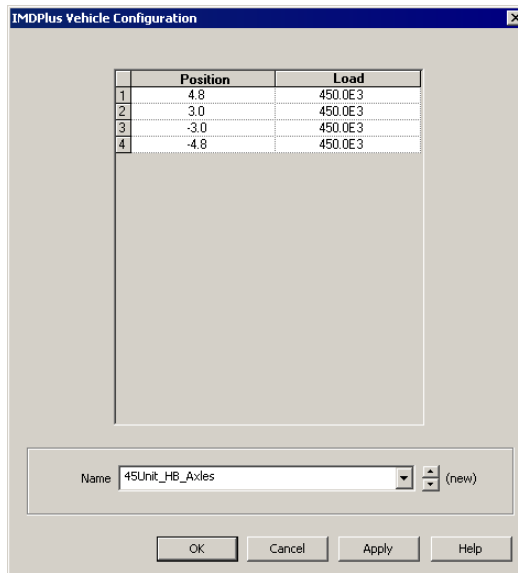 IMDPlus Vehicle Configuration
Position Load
1 4.8 450.0E3
2 3.0 450.0E3
3 -3.0 450.0E3
4 -4.8 450.0E3
Name 45Unit_HB_Axles (new)
OK Cancel Apply Help